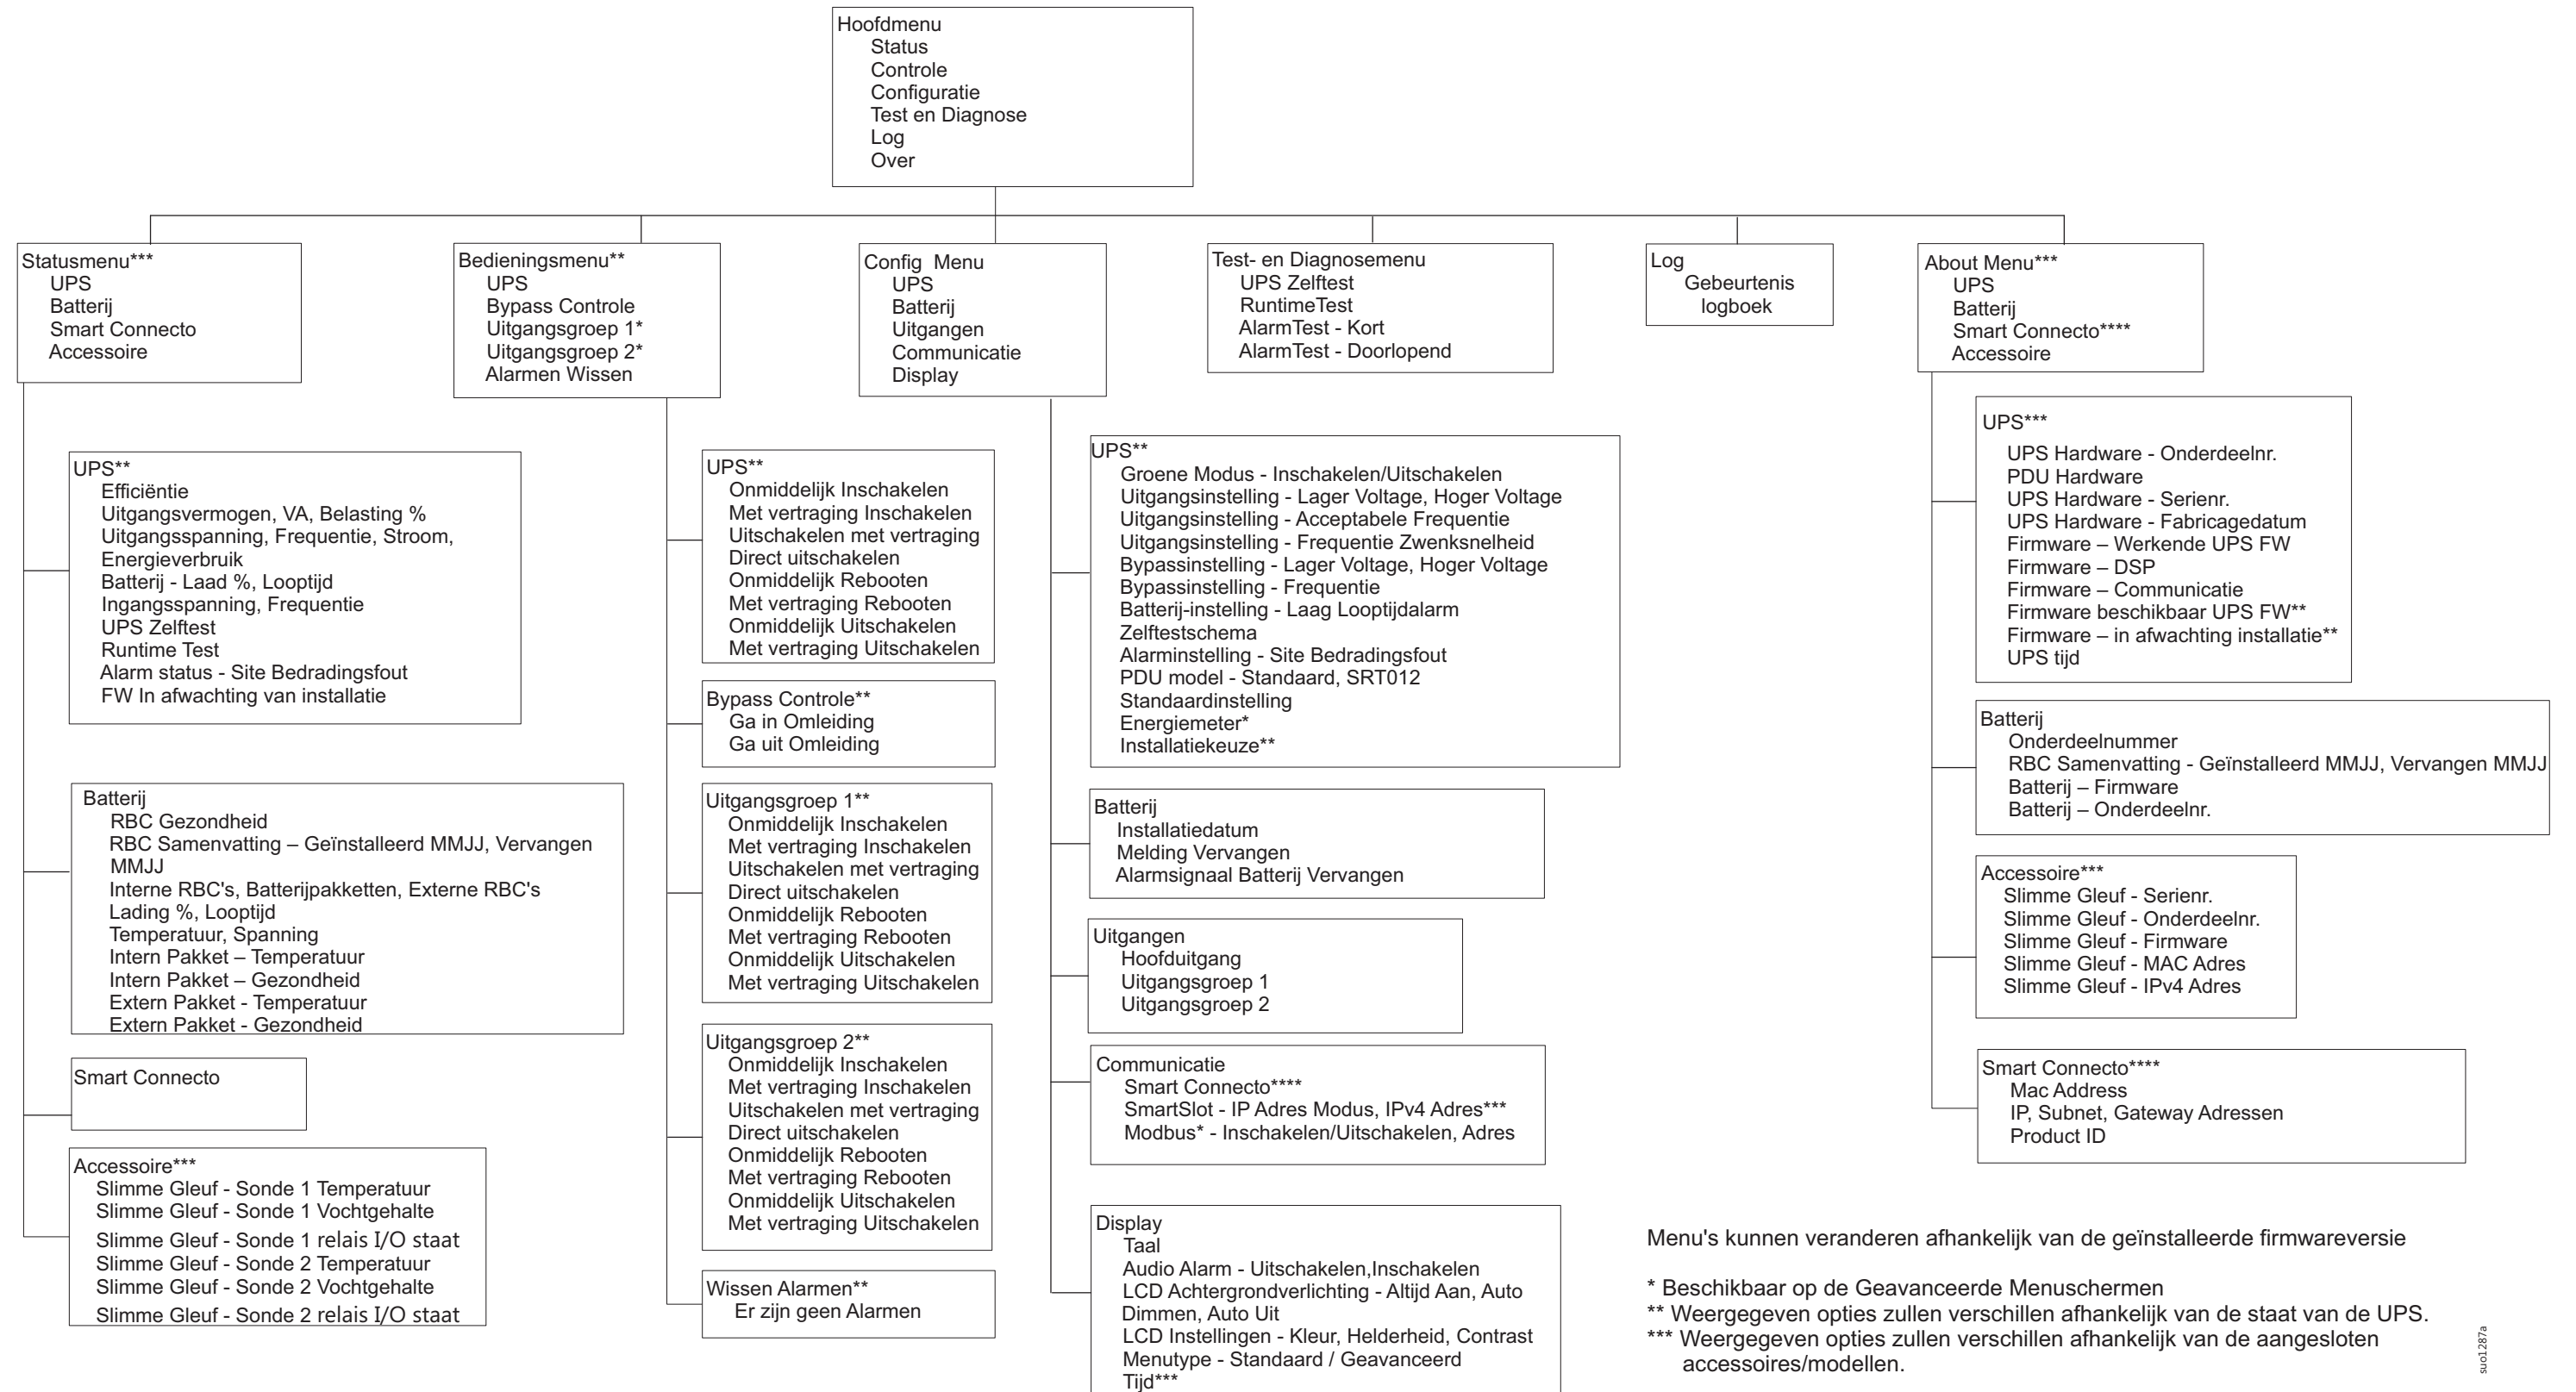 Hoofdmenu
Status
Controle
Configuratie
Test en Diagnose
Log
Over
Statusmenu***
UPS
Batterij
Smart Connecto
Accessoire
UPS**
Efficiëntie
Uitgangsvermogen, VA, Belasting %
Uitgangsspanning, Frequentie, Stroom,
Energieverbruik
Batterij - Laad %, Looptijd
Ingangsspanning, Frequentie
UPS Zelftest
Runtime Test
Alarm status - Site Bedradingsfout
FW In afwachting van installatie
Batterij
RBC Gezondheid
RBC Samenvatting – Geïnstalleerd MMJJ, Vervangen
MMJJ
Interne RBC's, Batterijpakketten, Externe RBC's
Lading %, Looptijd
Temperatuur, Spanning
Intern Pakket – Temperatuur
Intern Pakket – Gezondheid
Extern Pakket - Temperatuur
Extern Pakket - Gezondheid
Smart Connecto
Accessoire***
Slimme Gleuf - Sonde 1 Temperatuur
Slimme Gleuf - Sonde 1 Vochtgehalte
Slimme Gleuf - Sonde 1 relais I/O staat
Slimme Gleuf - Sonde 2 Temperatuur
Slimme Gleuf - Sonde 2 Vochtgehalte
Slimme Gleuf - Sonde 2 relais I/O staat
Bedieningsmenu**
UPS
Bypass Controle
Uitgangsgroep 1*
Uitgangsgroep 2*
Alarmen Wissen
UPS**
Onmiddelijk Inschakelen
Met vertraging Inschakelen
Uitschakelen met vertraging
Direct uitschakelen
Onmiddelijk Rebooten
Met vertraging Rebooten
Onmiddelijk Uitschakelen
Met vertraging Uitschakelen
Bypass Controle**
Ga in Omleiding
Ga uit Omleiding
Uitgangsgroep 1**
Onmiddelijk Inschakelen
Met vertraging Inschakelen
Uitschakelen met vertraging
Direct uitschakelen
Onmiddelijk Rebooten
Met vertraging Rebooten
Onmiddelijk Uitschakelen
Met vertraging Uitschakelen
Uitgangsgroep 2**
Onmiddelijk Inschakelen
Met vertraging Inschakelen
Uitschakelen met vertraging
Direct uitschakelen
Onmiddelijk Rebooten
Met vertraging Rebooten
Onmiddelijk Uitschakelen
Met vertraging Uitschakelen
Wissen Alarmen**
Er zijn geen Alarmen
Config Menu
UPS
Batterij
Uitgangen
Communicatie
Display
UPS**
Groene Modus - Inschakelen/Uitschakelen
Uitgangsinstelling - Lager Voltage, Hoger Voltage
Uitgangsinstelling - Acceptabele Frequentie
Uitgangsinstelling - Frequentie Zwenksnelheid
Bypassinstelling - Lager Voltage, Hoger Voltage
Bypassinstelling - Frequentie
Batterij-instelling - Laag Looptijdalarm
Zelftestschema
Alarminstelling - Site Bedradingsfout
PDU model - Standaard, SRT012
Standaardinstelling
Energiemeter*
Installatiekeuze**
Batterij
Installatiedatum
Melding Vervangen
Alarmsignaal Batterij Vervangen
Uitgangen
Hoofduitgang
Uitgangsgroep 1
Uitgangsgroep 2
Communicatie
Smart Connecto****
SmartSlot - IP Adres Modus, IPv4 Adres***
Modbus* - Inschakelen/Uitschakelen, Adres
Display
Taal
Audio Alarm - Uitschakelen,Inschakelen
LCD Achtergrondverlichting - Altijd Aan, Auto
Dimmen, Auto Uit
LCD Instellingen - Kleur, Helderheid, Contrast
Menutype - Standaard / Geavanceerd
Tijd***
Test- en Diagnosemenu
UPS Zelftest
RuntimeTest
AlarmTest - Kort
AlarmTest - Doorlopend
Log
Gebeurtenis
logboek
About Menu***
UPS
Batterij
Smart Connecto****
Accessoire
UPS***
UPS Hardware - Onderdeelnr.
PDU Hardware
UPS Hardware - Serienr.
UPS Hardware - Fabricagedatum
Firmware – Werkende UPS FW
Firmware – DSP
Firmware – Communicatie
Firmware beschikbaar UPS FW**
Firmware – in afwachting installatie**
UPS tijd
Batterij
Onderdeelnummer
RBC Samenvatting - Geïnstalleerd MMJJ, Vervangen MMJJ
Batterij – Firmware
Batterij – Onderdeelnr.
Accessoire***
Slimme Gleuf - Serienr.
Slimme Gleuf - Onderdeelnr.
Slimme Gleuf - Firmware
Slimme Gleuf - MAC Adres
Slimme Gleuf - IPv4 Adres
Smart Connecto****
Mac Address
IP, Subnet, Gateway Adressen
Product ID
Menu's kunnen veranderen afhankelijk van de geïnstalleerde firmwareversie
* Beschikbaar op de Geavanceerde Menuschermen
** Weergegeven opties zullen verschillen afhankelijk van de staat van de UPS.
*** Weergegeven opties zullen verschillen afhankelijk van de aangesloten
accessoires/modellen.
suo1287a